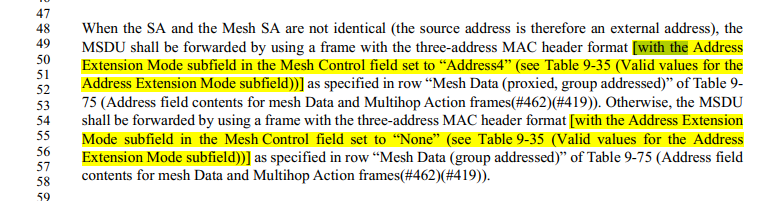 47
48 When the SA and the Mesh SA are not identical (the source address is therefore an external address), the
49 MSDU shall be forwarded by using a frame with the three-address MAC header format [with the Address
50 Extension Mode subfield in the Mesh Control field set to “Address4” (see Table 9-35 (Valid values for the
51 Address Extension Mode subfield))] as specified in row “Mesh Data (proxied, group addressed)” of Table 9-
52
53 75 (Address field contents for mesh Data and Multihop Action frames(#462)(#419)). Otherwise, the MSDU
54 shall be forwarded by using a frame with the three-address MAC header format [with the Address Extension
55 Mode subfield in the Mesh Control field set to “None” (see Table 9-35 (Valid values for the Address
56 Extension Mode subfield))] as specified in row “Mesh Data (group addressed)” of Table 9-75 (Address field
57
58 contents for mesh Data and Multihop Action frames(#462)(#419)).
59